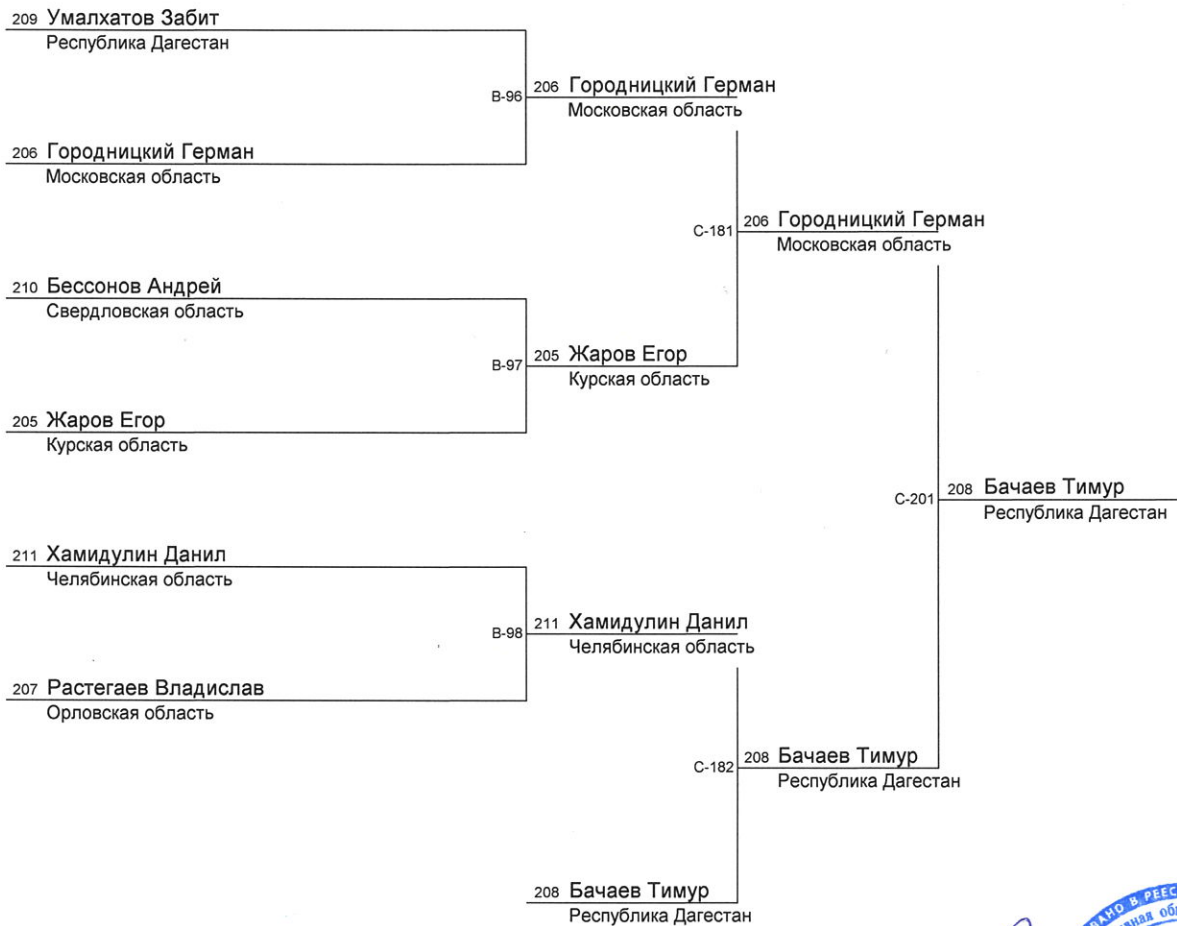 209 Умалхатов Забит
Республика Дагестан
B-96
206 Городницкий Герман
Московская область
206 Городницкий Герман
Московская область
C-181
206 Городницкий Герман
Московская область
210 Бессонов Андрей
Свердловская область
B-97
205 Жаров Егор
Курская область
205 Жаров Егор
Курская область
C-201
208 Бачаев Тимур
Республика Дагестан
211 Хамидулин Данил
Челябинская область
B-98
211 Хамидулин Данил
Челябинская область
207 Растегаев Владислав
Орловская область
C-182
208 Бачаев Тимур
Республика Дагестан
208 Бачаев Тимур
Республика Дагестан